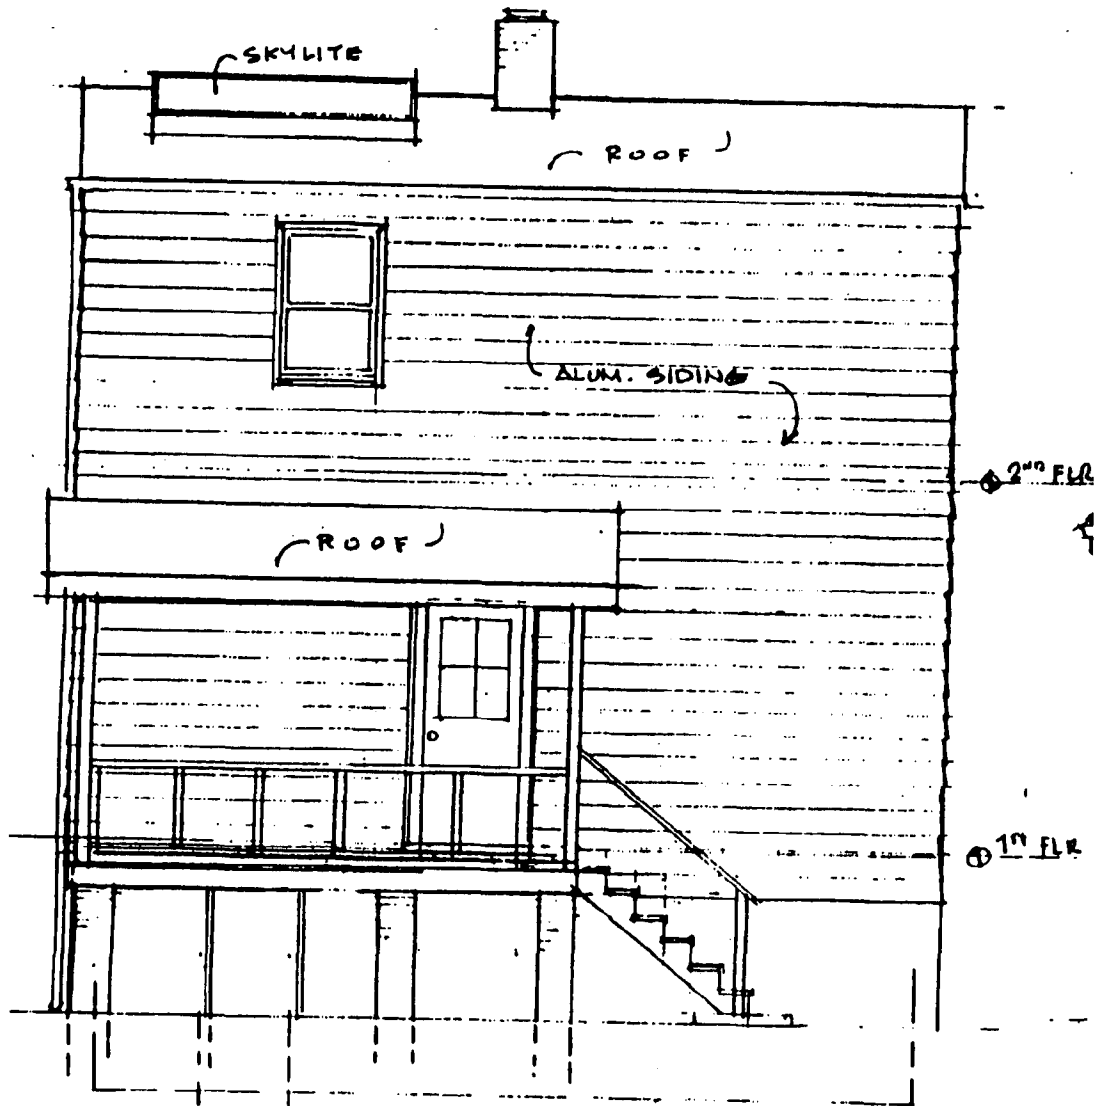 SKYLITE
ROOF
ALUM. SIDING
2ND FLR
ROOF
1ST FLR